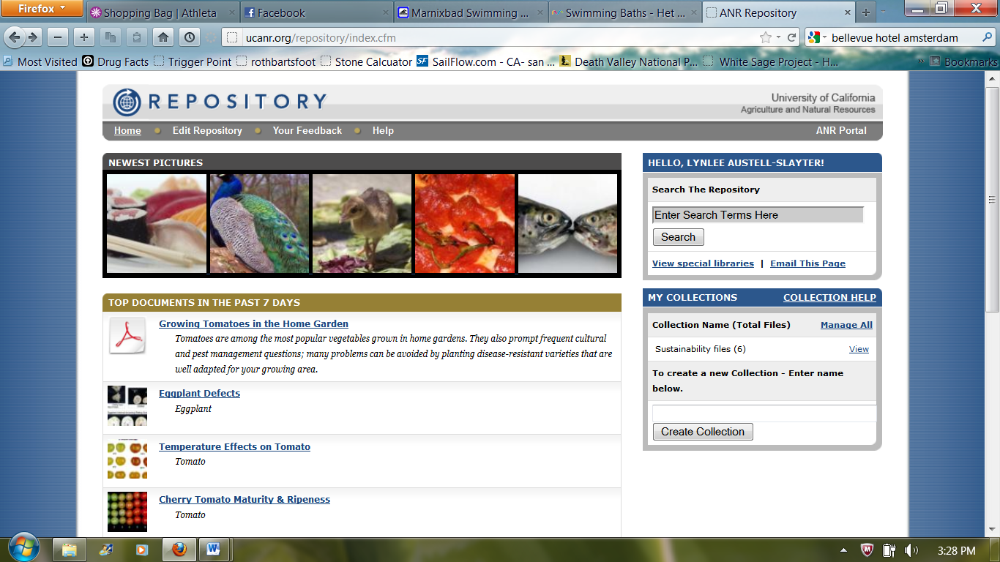 Firefox
Shopping Bag | Athleta
Facebook
Marnixbad Swimming ...
Swimming Baths - Het ...
ANR Repository
ucanr.org/repository/index.cfm
bellevue hotel amsterdam
Most Visited
Drug Facts
Trigger Point
rothbartsfoot
Stone Calcuator
SF SailFlow.com - CA- san ...
Death Valley National P...
White Sage Project - H...
»
Bookmarks
REPOSITORY
University of California
Agriculture and Natural Resources
Home
Edit Repository
Your Feedback
Help
ANR Portal
NEWEST PICTURES
TOP DOCUMENTS IN THE PAST 7 DAYS
Growing Tomatoes in the Home Garden
Tomatoes are among the most popular vegetables grown in home gardens. They also prompt frequent cultural
and pest management questions; many problems can be avoided by planting disease-resistant varieties that are
well adapted for your growing area.
Eggplant Defects
Eggplant
Temperature Effects on Tomato
Tomato
Cherry Tomato Maturity & Ripeness
Tomato
HELLO, LYNLEE AUSTELL-SLAYTER!
Search The Repository
Enter Search Terms Here
Search
View special libraries | Email This Page
MY COLLECTIONS
COLLECTION HELP
Collection Name (Total Files)
Manage All
Sustainability files (6)
View
To create a new Collection - Enter name
below.
Create Collection
3:28 PM